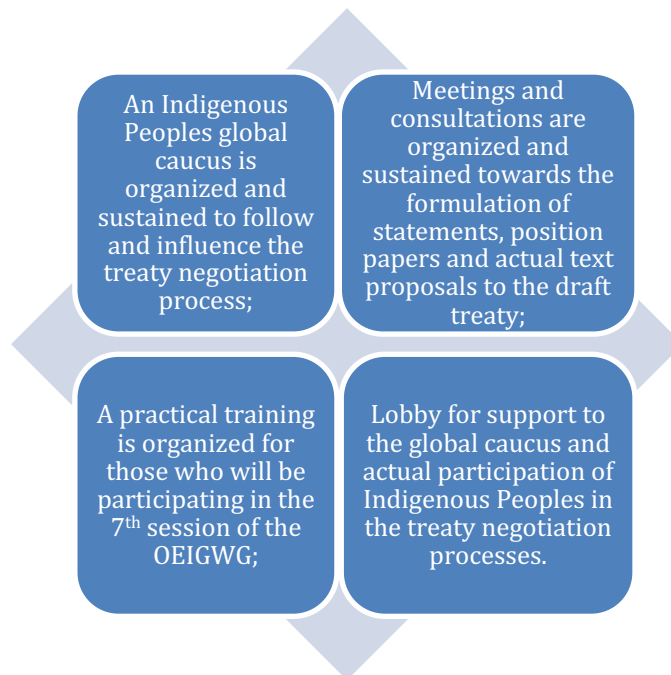 An Indigenous
Peoples global
caucus is
organized and
sustained to follow
and influence the
treaty negotiation
process;
Meetings and
consultations are
organized and
sustained towards the
formulation of
statements, position
papers and actual text
proposals to the draft
treaty;
A practical training
is organized for
those who will be
participating in the
7th session of the
OEIGWG;
Lobby for support to
the global caucus and
actual participation of
Indigenous Peoples in
the treaty negotiation
processes.